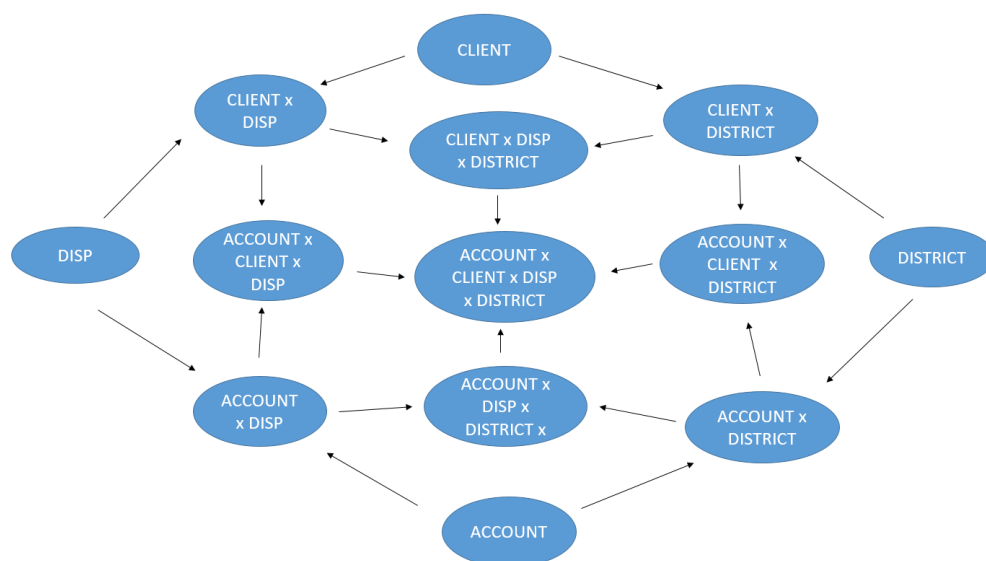 CLIENT
CLIENT x
DISP
CLIENT x
DISTRICT
CLIENT x DISP
x DISTRICT
DISP
ACCOUNT x
CLIENT x
DISP
ACCOUNT x
CLIENT x DISP
x DISTRICT
ACCOUNT x
CLIENT x
DISTRICT
DISTRICT
ACCOUNT
x DISP
ACCOUNT x
DISP x
DISTRICT x
ACCOUNT x
DISTRICT
ACCOUNT